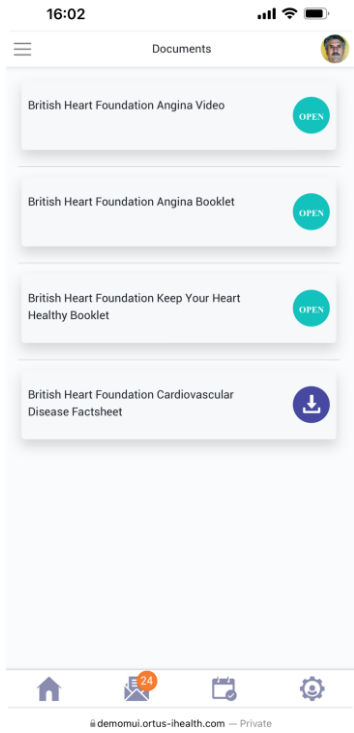 16:02
Documents
British Heart Foundation Angina Video
OPEN
British Heart Foundation Angina Booklet
OPEN
British Heart Foundation Keep Your Heart
Healthy Booklet
OPEN
British Heart Foundation Cardiovascular
Disease Factsheet
24
demomui.ortus-ihealth.com — Private